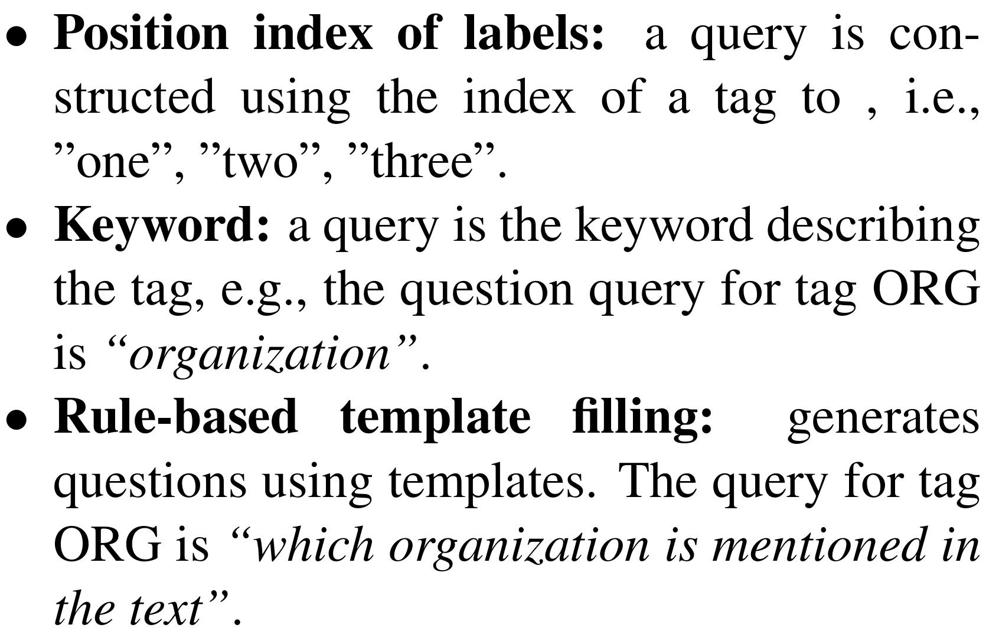 • Position index of labels: a query is con-
structed using the index of a tag to , i.e.,
”one”, ”two”, ”three”.
• Keyword: a query is the keyword describing
the tag, e.g., the question query for tag ORG
is “organization”.
• Rule-based template filling: generates
questions using templates. The query for tag
ORG is “which organization is mentioned in
the text”.